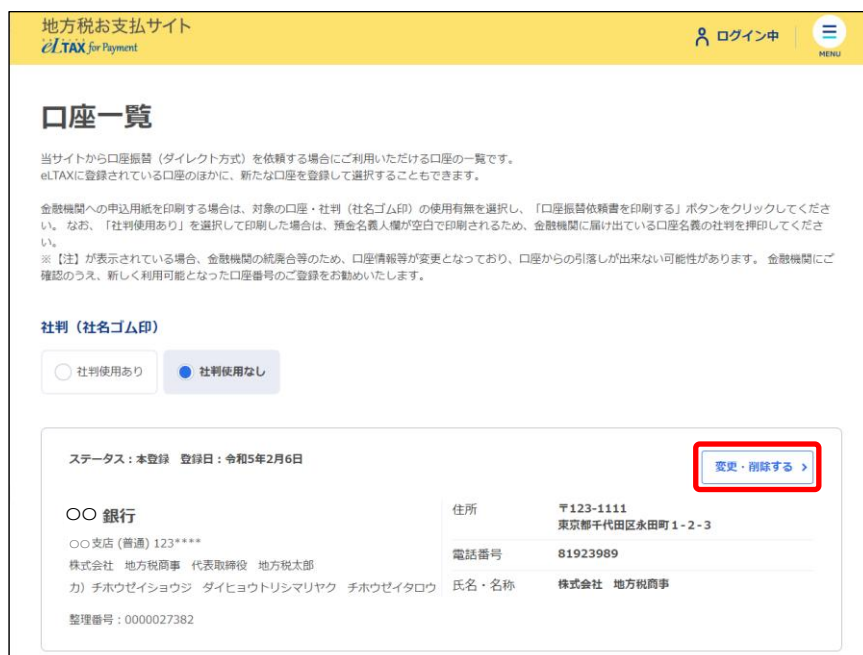 地方税お支払サイト
eLTAX for Payment
ログイン中
MENU
口座一覧
当サイトから口座振替（ダイレクト方式）を依頼する場合にご利用いただける口座の一覧です。
eLTAXに登録されている口座のほかに、新たな口座を登録して選択することもできます。
金融機関への申込用紙を印刷する場合は、対象の口座・社判（社名ゴム印）の使用有無を選択し、「口座振替依頼書を印刷する」ボタンをクリックしてくださ
い。 なお、「社判使用あり」を選択して印刷した場合は、預金名義人欄が空白で印刷されるため、金融機関に届け出ている口座名義の社判を押印してくださ
い。
※【注】が表示されている場合、金融機関の統廃合等のため、口座情報等が変更となっており、口座からの引落しが出来ない可能性があります。 金融機関にご
確認のうえ、新しく利用可能となった口座番号のご登録をお勧めいたします。
社判（社名ゴム印）
社判使用あり
社判使用なし
ステータス：本登録 登録日：令和5年2月6日
変更・削除する
〇〇 銀行
○○支店 (普通) 123****
株式会社 地方税商事 代表取締役 地方税太郎
カ）チホウゼイショウジ ダイヒョウトリシマリヤク チホウゼイタロウ
整理番号：0000027382
住所
〒123-1111
東京都千代田区永田町１-２-３
電話番号
81923989
氏名・名称
株式会社 地方税商事